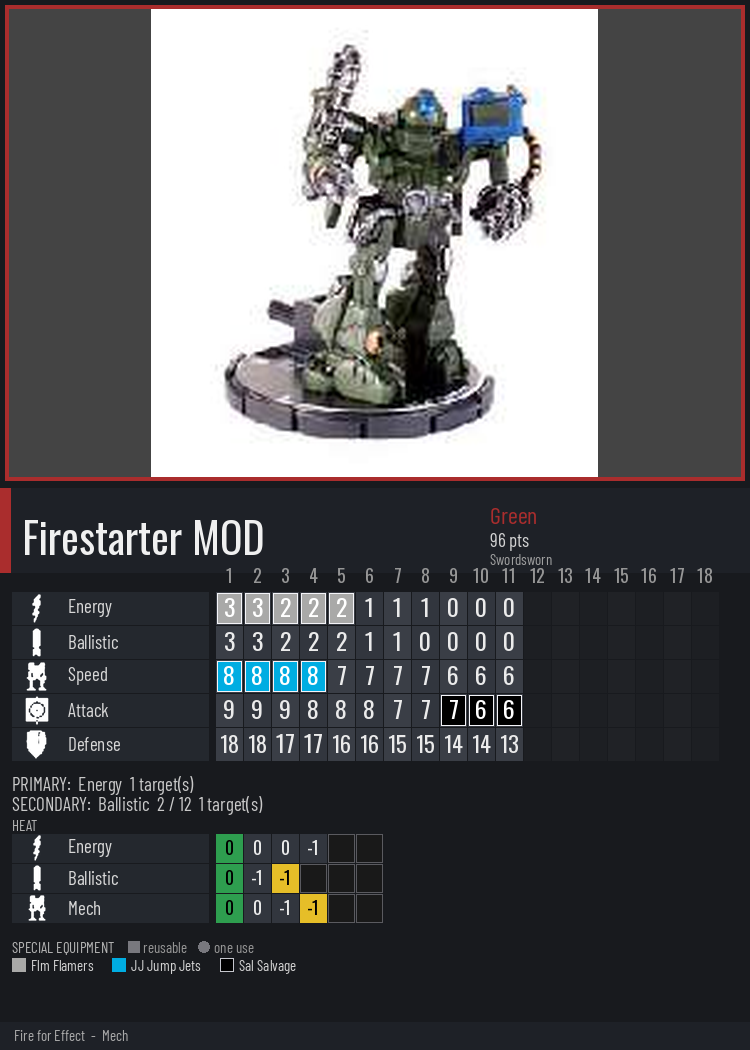 Firestarter MOD
Green
96 pts
Swordsworn
1 2 3 4 5 6 7 8 9 10 11 12 13 14 15 16 17 18
Energy 3 3 2 2 2 1 1 1 0 0 0
Ballistic 3 3 2 2 2 1 1 0 0 0 0
Speed 8 8 8 8 7 7 7 7 6 6 6
Attack 9 9 9 8 8 8 7 7 7 6 6
Defense 18 18 17 17 16 16 15 15 14 14 13
PRIMARY: Energy 1 target(s)
SECONDARY: Ballistic 2 / 12 1 target(s)
HEAT
Energy 0 0 0 -1
Ballistic 0 -1 -1
Mech 0 0 -1 -1
SPECIAL EQUIPMENT reusable one use
Flm Flamers JJ Jump Jets Sal Salvage
Fire for Effect - Mech